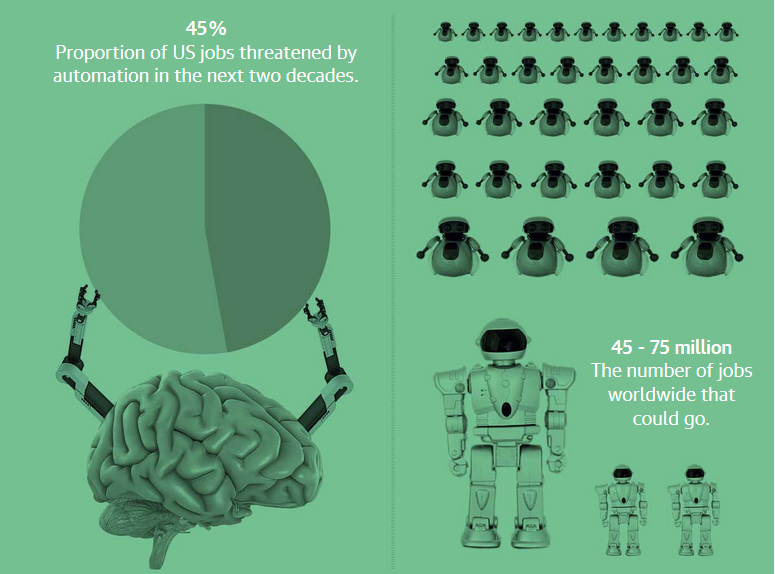 45%
Proportion of US jobs threatened by
automation in the next two decades.
45 - 75 million
The number of jobs
worldwide that
could go.